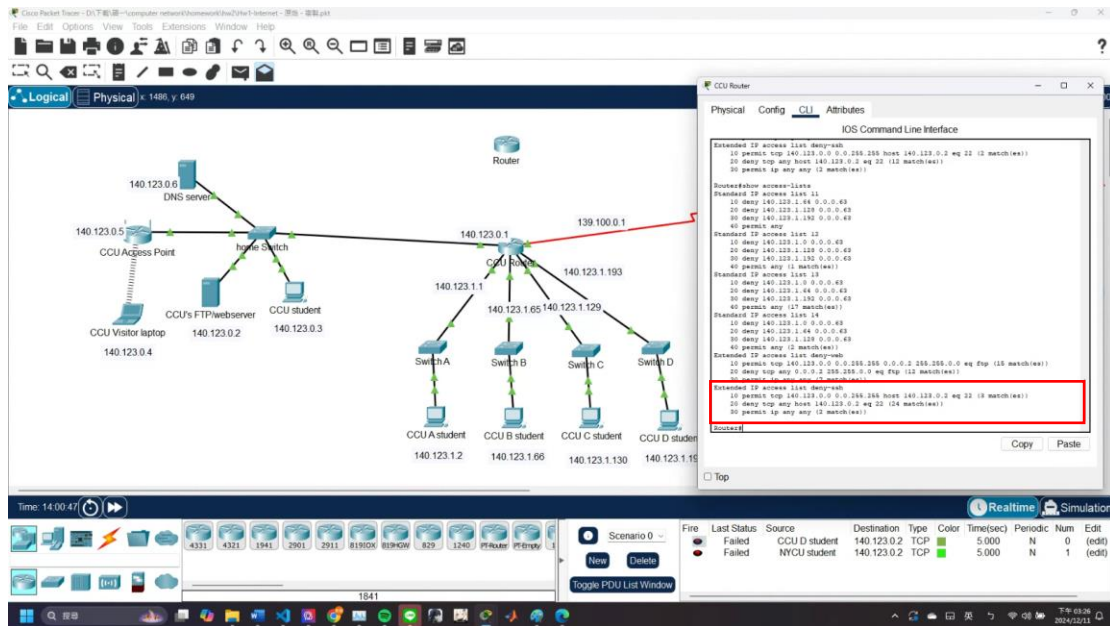 Cisco Packet Tracer - D:\下載\碩一\computer network\homework\hw2\Hw1-Internet - 原始 - 複製.pkt
File Edit Options View Tools Extensions Window Help
?
Logical
Physical
x: 1486, y: 649
Router
140.123.0.6
DNS server
140.123.0.5
CCU Access Point
home Switch
140.123.0.1
139.100.0.1
CCU Router
140.123.1.193
140.123.1.1
140.123.1.65
140.123.1.129
CCU Visitor laptop
140.123.0.4
CCU's FTP/webserver
140.123.0.2
CCU student
140.123.0.3
Switch A
Switch B
Switch C
Switch D
CCU A student
CCU B student
CCU C student
CCU D studen
140.123.1.2
140.123.1.66
140.123.1.130
140.123.1.19
CCU Router
Physical Config CLI Attributes
IOS Command Line Interface
Extended IP access list deny-ssh
10 permit tcp 140.123.0.0 0.0.255.255 host 140.123.0.2 eq 22 (2 match(es))
20 deny tcp any host 140.123.0.2 eq 22 (12 match(es))
30 permit ip any any (2 match(es))
Router#show access-lists
Standard IP access list 11
10 deny 140.123.1.64 0.0.0.63
20 deny 140.123.1.128 0.0.0.63
30 deny 140.123.1.192 0.0.0.63
40 permit any
Standard IP access list 12
10 deny 140.123.1.0 0.0.0.63
20 deny 140.123.1.128 0.0.0.63
30 deny 140.123.1.192 0.0.0.63
40 permit any (1 match(es))
Standard IP access list 13
10 deny 140.123.1.0 0.0.0.63
20 deny 140.123.1.64 0.0.0.63
30 deny 140.123.1.192 0.0.0.63
40 permit any (17 match(es))
Standard IP access list 14
10 deny 140.123.1.0 0.0.0.63
20 deny 140.123.1.64 0.0.0.63
30 deny 140.123.1.128 0.0.0.63
40 permit any (2 match(es))
Extended IP access list deny-web
10 permit tcp 140.123.0.0 0.0.255.255 0.0.0.2 255.255.0.0 eq ftp (15 match(es))
20 deny tcp any 0.0.0.2 255.255.0.0 eq ftp (12 match(es))
30 permit ip any any (7 match(es))
Extended IP access list deny-ssh
10 permit tcp 140.123.0.0 0.0.255.255 host 140.123.0.2 eq 22 (8 match(es))
20 deny tcp any host 140.123.0.2 eq 22 (24 match(es))
30 permit ip any any (2 match(es))
Router#
Copy Paste
Top
Time: 14:00:47
Realtime
Simulation
4331 4321 1941 2901 2911 819IOX 819HGW 829 1240 PT-Router PT-Empty
1841
Scenario 0
New Delete
Toggle PDU List Window
Fire Last Status Source Destination Type Color Time(sec) Periodic Num Edit
Failed CCU D student 140.123.0.2 TCP 5.000 N 0 (edit)
Failed NYCU student 140.123.0.2 TCP 5.000 N 1 (edit)
搜尋
英
下午 03:26
2024/12/11